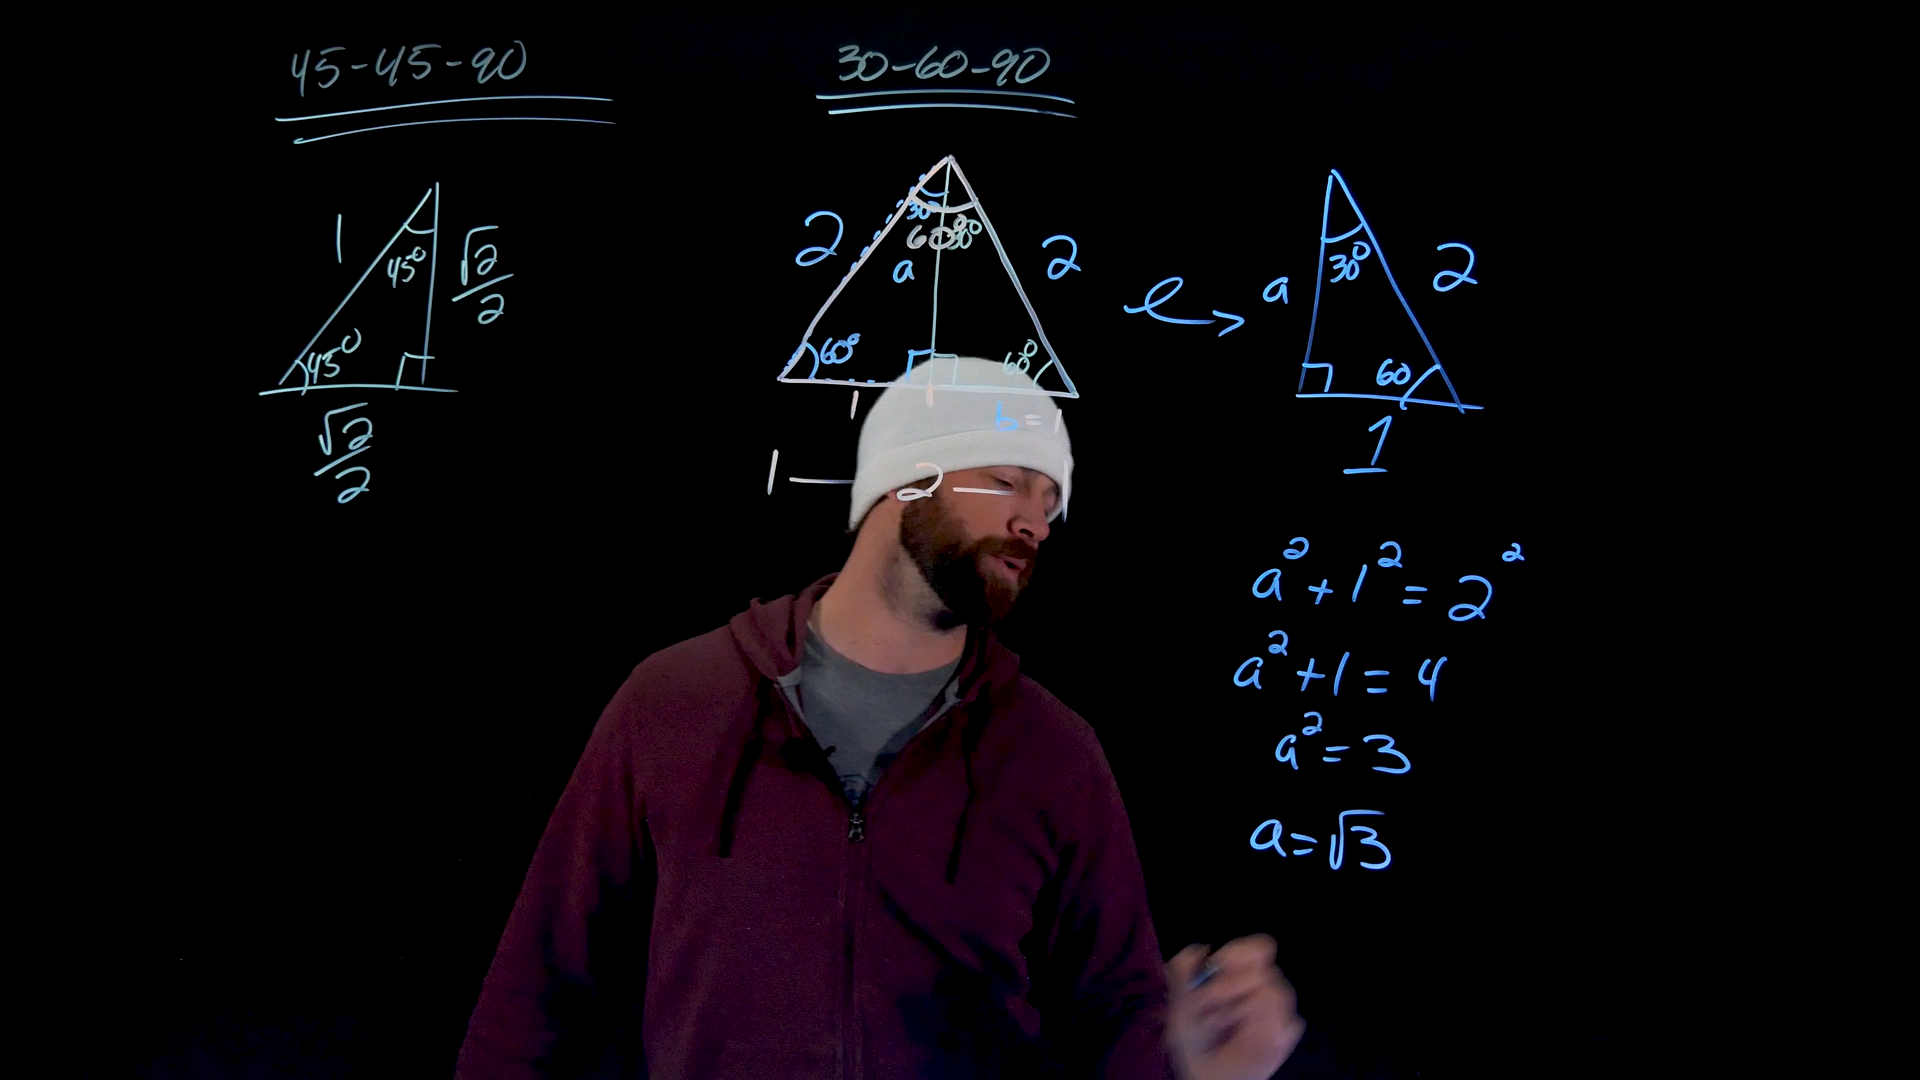 45-45-90
1
45°
√2/2
45°
√2/2
30-60-90
2
30°
60°
30°
2
a
60°
60°
1
b=1
1—2—1
a
30°
2
60
1
a² + 1² = 2²
a² + 1 = 4
a² = 3
a = √3